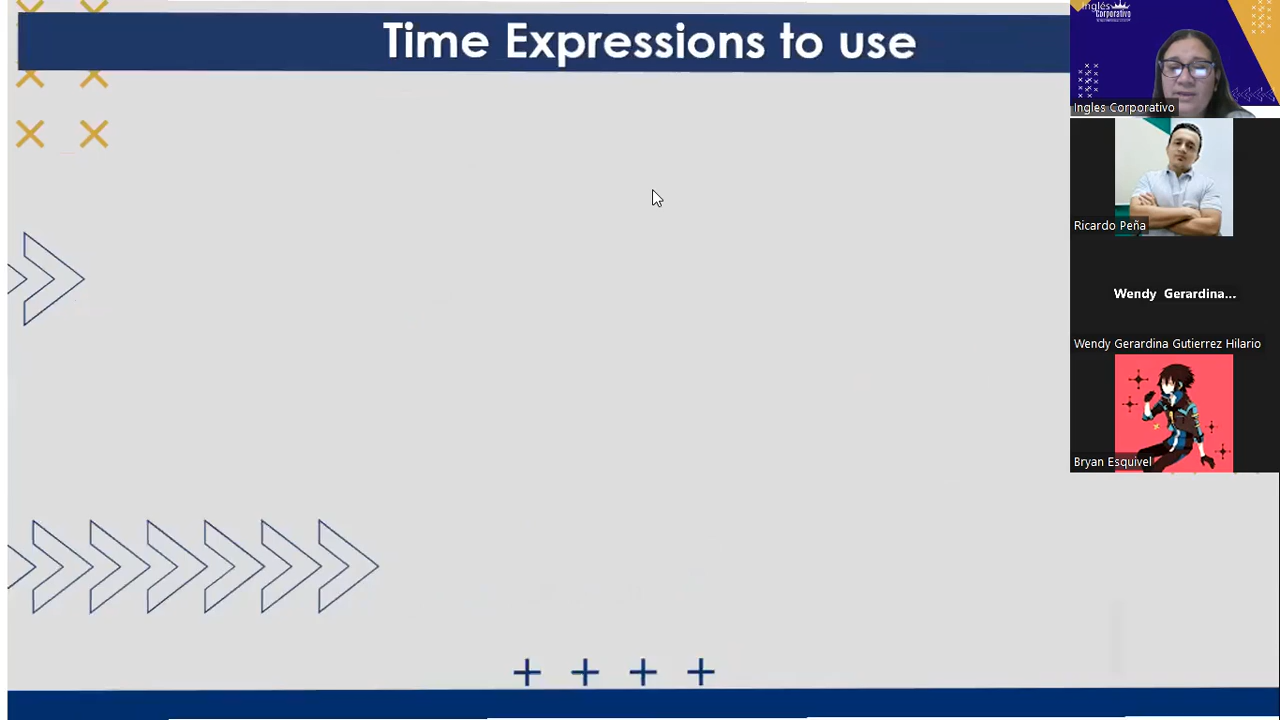 Time Expressions to use
Inglés
Corporativo
Ingles Corporativo
Ricardo Peña
Wendy Gerardina...
Wendy Gerardina Gutierrez Hilario
Bryan Esquivel